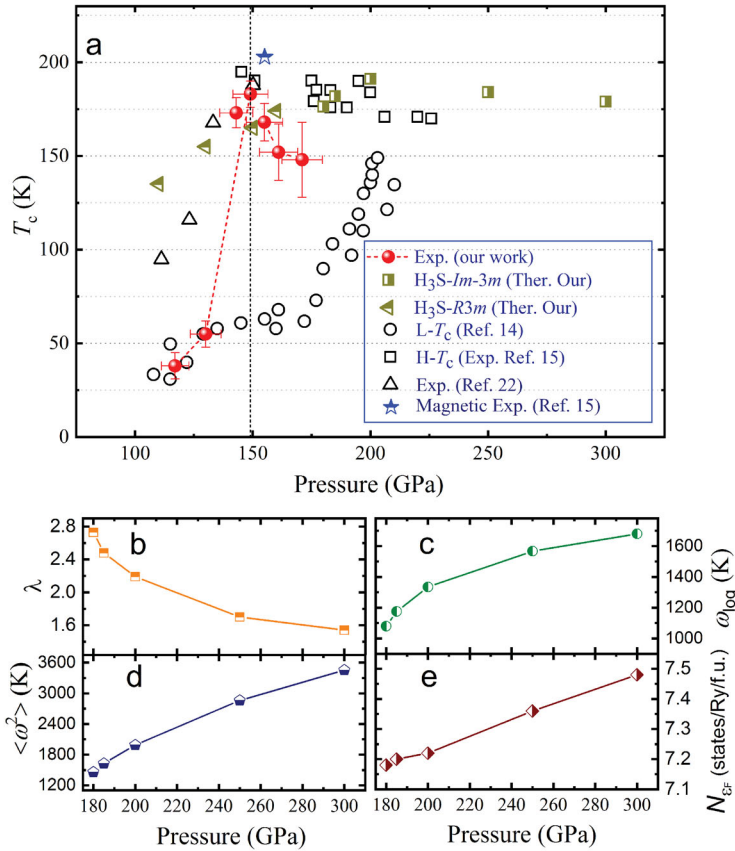 a
200
150
100
50
0
T_c (K)
100
150
200
250
300
Pressure (GPa)
Exp. (our work)
H₃S-Im-3m (Ther. Our)
H₃S-R3m (Ther. Our)
L-T_c (Ref. 14)
H-T_c (Exp. Ref. 15)
Exp. (Ref. 22)
Magnetic Exp. (Ref. 15)
b
2.8
2.4
2.0
1.6
λ
c
1600
1400
1200
1000
ω_log (K)
d
3600
3000
2400
1800
1200
<ω²> (K)
180 200 220 240 260 280 300
Pressure (GPa)
e
7.5
7.4
7.3
7.2
7.1
N_εF (states/Ry/f.u.)
180 200 220 240 260 280 300
Pressure (GPa)